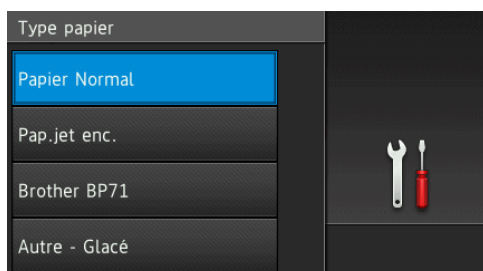 Type papier
Papier Normal
Pap.jet enc.
Brother BP71
Autre - Glacé